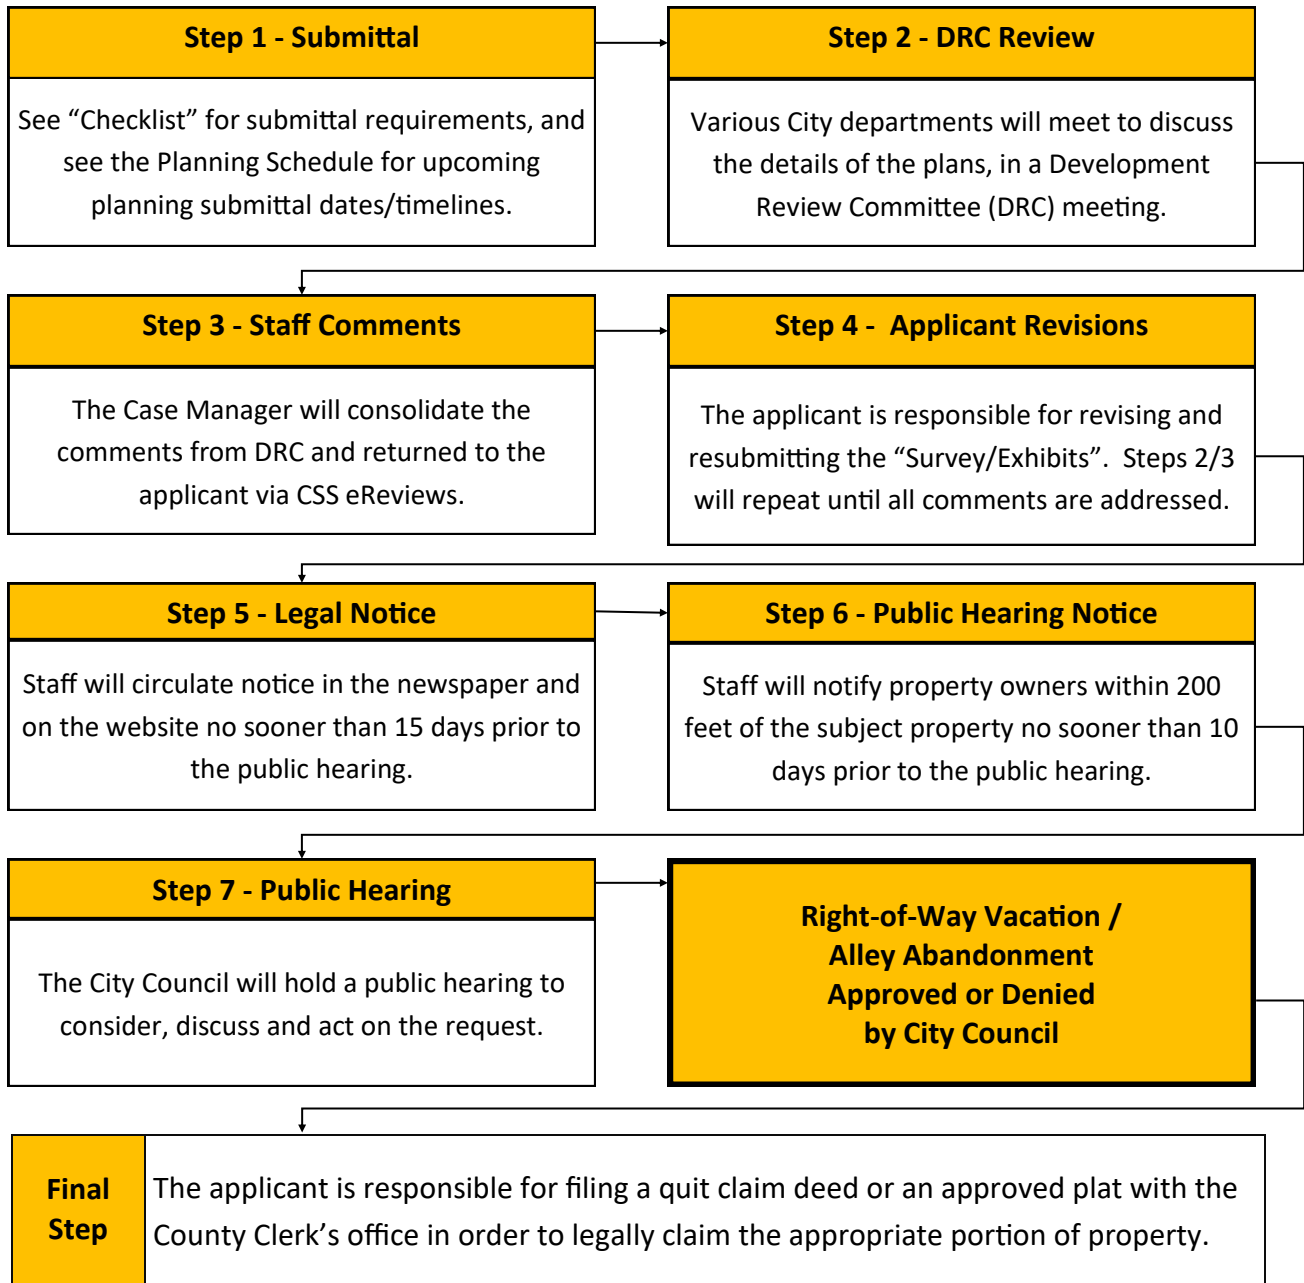 Step 1 - Submittal
See “Checklist” for submittal requirements, and
see the Planning Schedule for upcoming
planning submittal dates/timelines.
Step 2 - DRC Review
Various City departments will meet to discuss
the details of the plans, in a Development
Review Committee (DRC) meeting.
Step 3 - Staff Comments
The Case Manager will consolidate the
comments from DRC and returned to the
applicant via CSS eReviews.
Step 4 -  Applicant Revisions
The applicant is responsible for revising and
resubmitting the “Survey/Exhibits”.  Steps 2/3
will repeat until all comments are addressed.
Step 5 - Legal Notice
Staff will circulate notice in the newspaper and
on the website no sooner than 15 days prior to
the public hearing.
Step 6 - Public Hearing Notice
Staff will notify property owners within 200
feet of the subject property no sooner than 10
days prior to the public hearing.
Step 7 - Public Hearing
The City Council will hold a public hearing to
consider, discuss and act on the request.
Right-of-Way Vacation /
Alley Abandonment
Approved or Denied
by City Council
Final
Step
The applicant is responsible for filing a quit claim deed or an approved plat with the
County Clerk’s office in order to legally claim the appropriate portion of property.